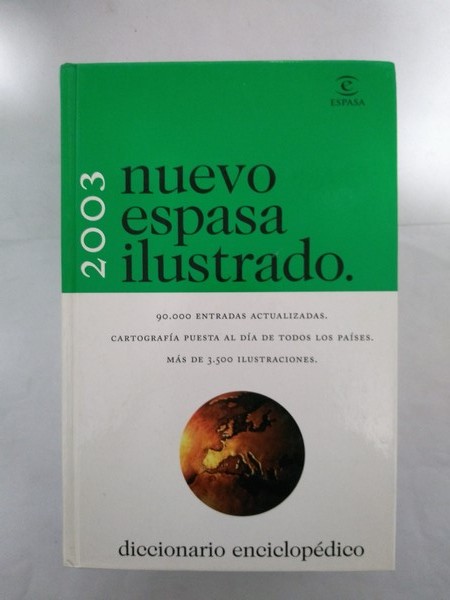 ESPASA
2003
nuevo
espasa
ilustrado.
90.000 ENTRADAS ACTUALIZADAS.
CARTOGRAFÍA PUESTA AL DÍA DE TODOS LOS PAÍSES.
MÁS DE 3.500 ILUSTRACIONES.
diccionario enciclopédico